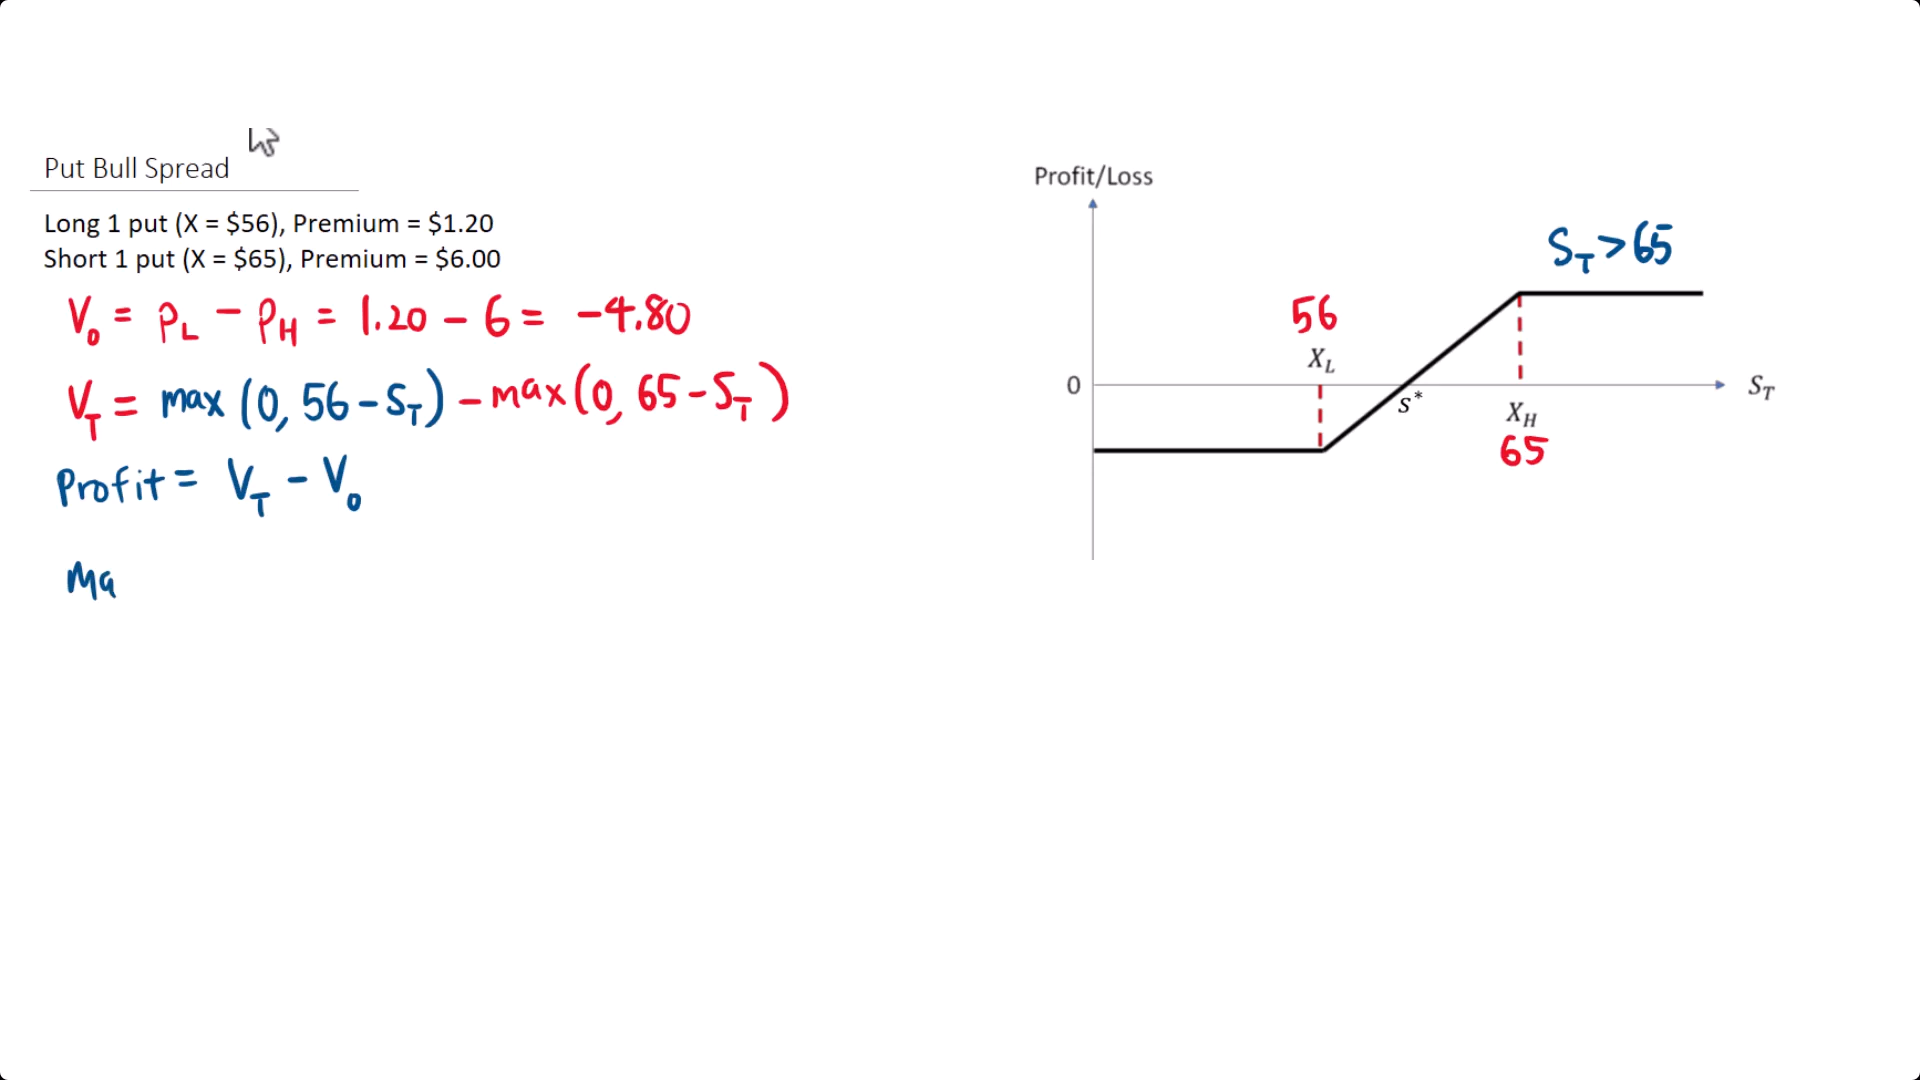 Put Bull Spread
Long 1 put (X = $56), Premium = $1.20
Short 1 put (X = $65), Premium = $6.00
V₀ = P_L − P_H = 1.20 − 6 = −4.80
V_T = max (0, 56 − S_T) − max (0, 65 − S_T)
Profit = V_T − V₀
Ma
Profit/Loss
S_T > 65
56
X_L
0
S_T
S*
X_H
65